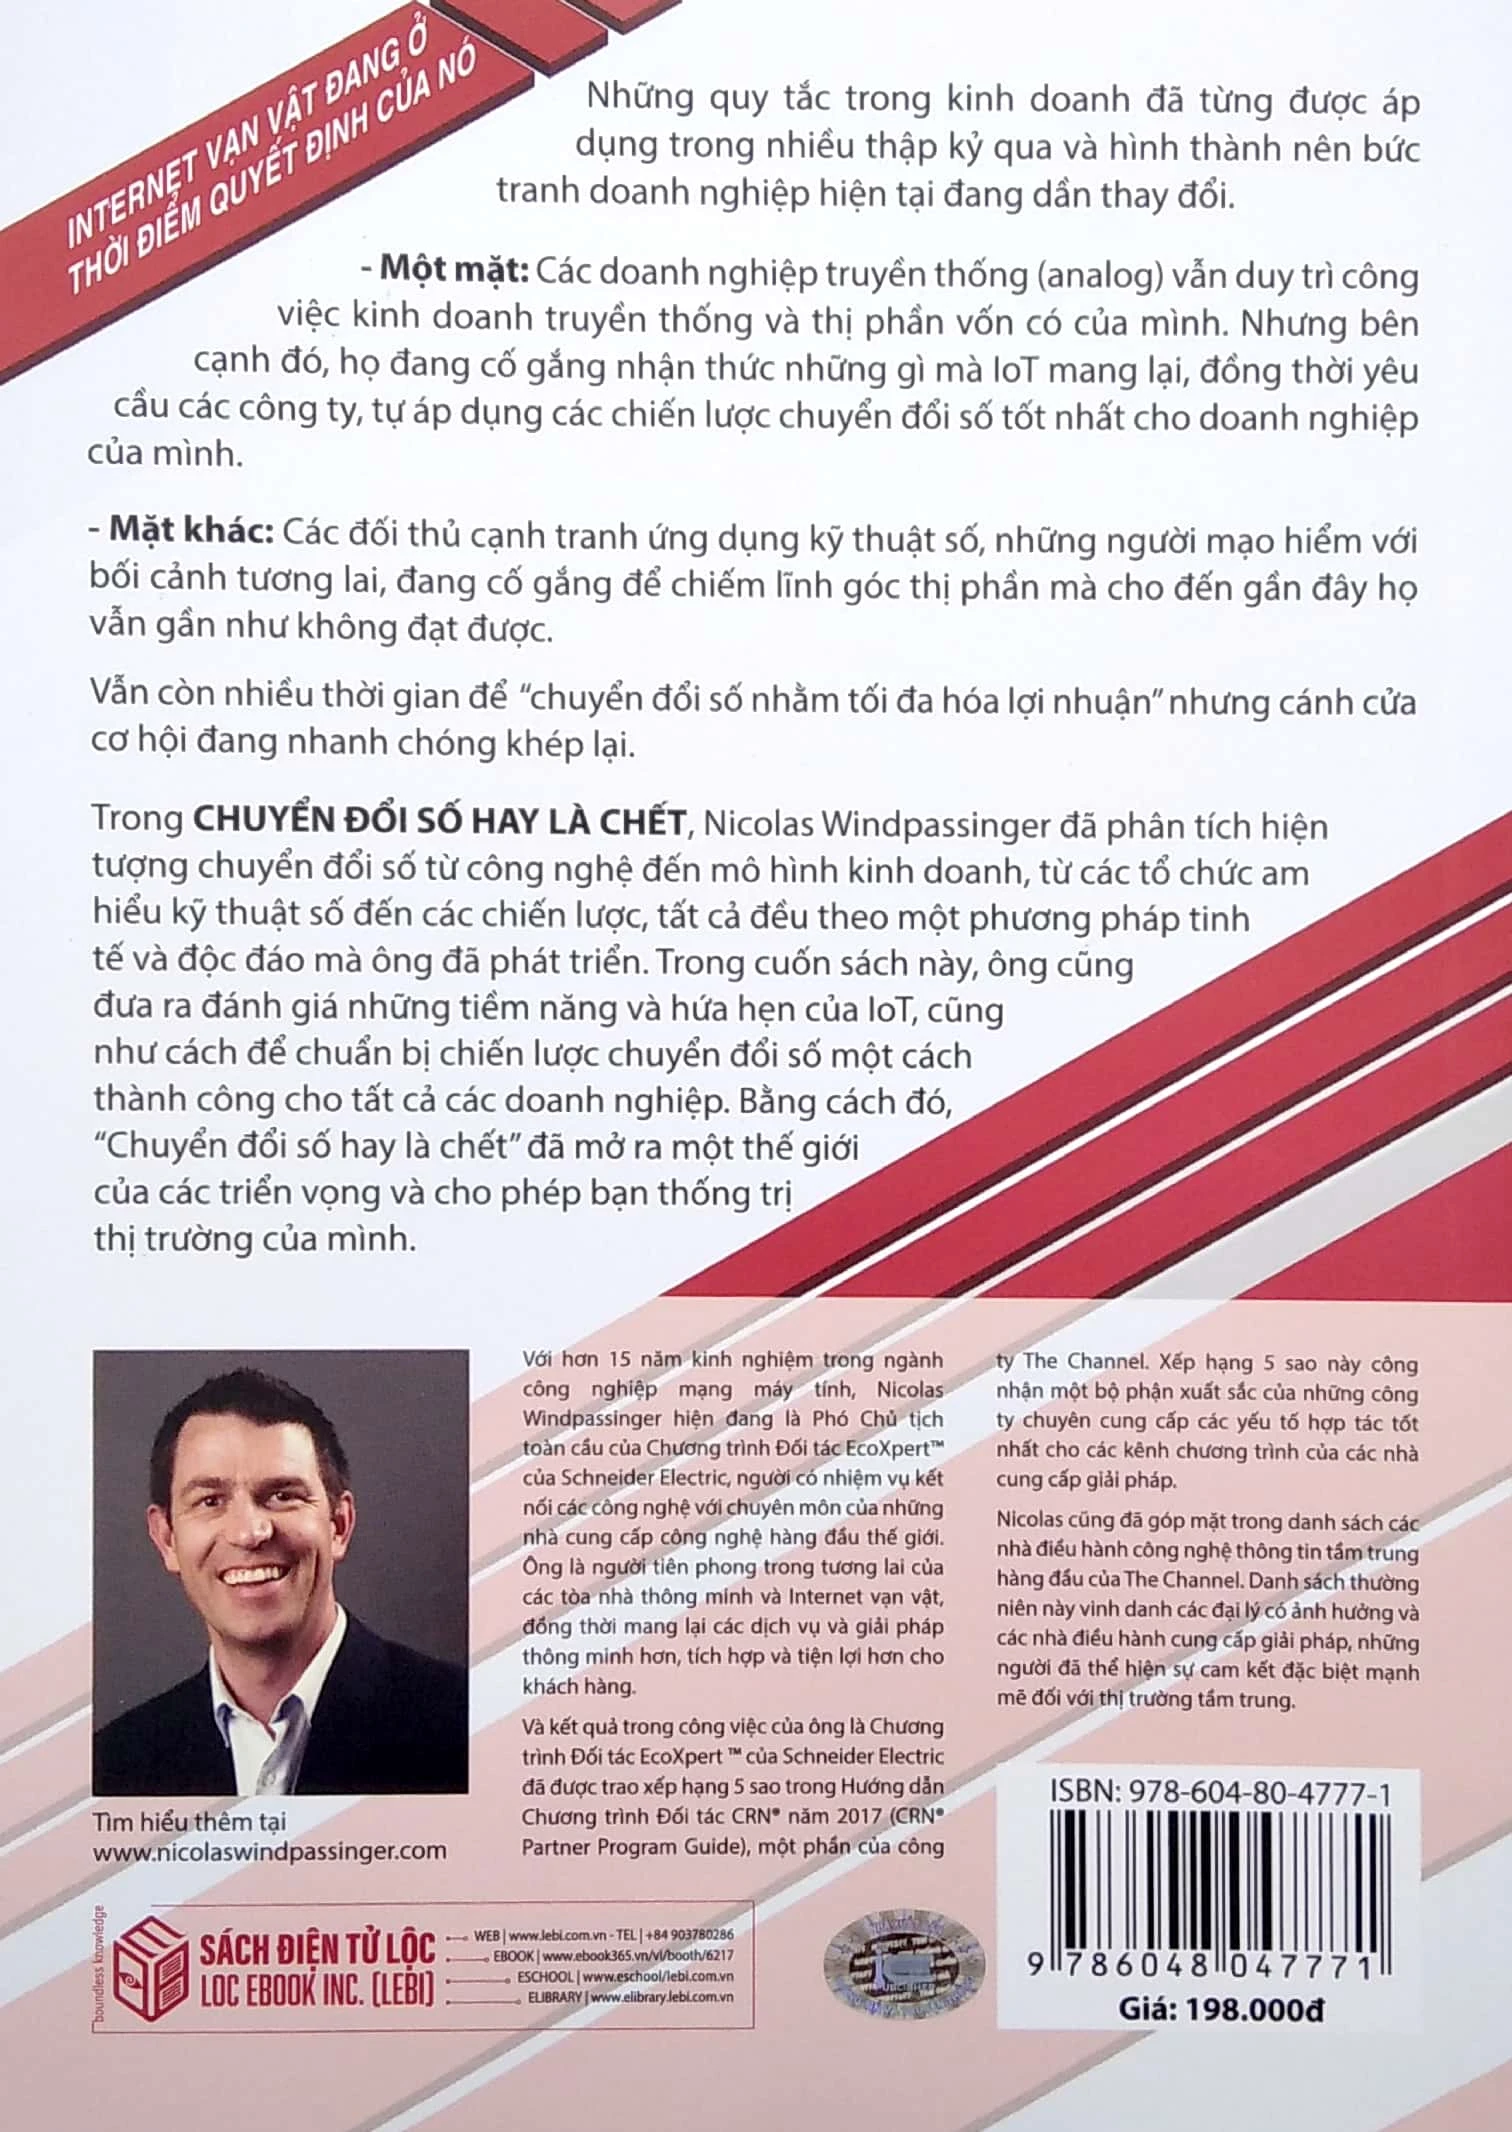 INTERNET VẠN VẬT ĐANG Ở
THỜI ĐIỂM QUYẾT ĐỊNH CỦA NÓ
Những quy tắc trong kinh doanh đã từng được áp
dụng trong nhiều thập kỷ qua và hình thành nên bức
tranh doanh nghiệp hiện tại đang dần thay đổi.
- Một mặt: Các doanh nghiệp truyền thống (analog) vẫn duy trì công
việc kinh doanh truyền thống và thị phần vốn có của mình. Nhưng bên
cạnh đó, họ đang cố gắng nhận thức những gì mà IoT mang lại, đồng thời yêu
cầu các công ty, tự áp dụng các chiến lược chuyển đổi số tốt nhất cho doanh nghiệp
của mình.
- Mặt khác: Các đối thủ cạnh tranh ứng dụng kỹ thuật số, những người mạo hiểm với
bối cảnh tương lai, đang cố gắng để chiếm lĩnh góc thị phần mà cho đến gần đây họ
vẫn gần như không đạt được.
Vẫn còn nhiều thời gian để “chuyển đổi số nhằm tối đa hóa lợi nhuận” nhưng cánh cửa
cơ hội đang nhanh chóng khép lại.
Trong CHUYỂN ĐỔI SỐ HAY LÀ CHẾT, Nicolas Windpassinger đã phân tích hiện
tượng chuyển đổi số từ công nghệ đến mô hình kinh doanh, từ các tổ chức am
hiểu kỹ thuật số đến các chiến lược, tất cả đều theo một phương pháp tinh
tế và độc đáo mà ông đã phát triển. Trong cuốn sách này, ông cũng
đưa ra đánh giá những tiềm năng và hứa hẹn của IoT, cũng
như cách để chuẩn bị chiến lược chuyển đổi số một cách
thành công cho tất cả các doanh nghiệp. Bằng cách đó,
“Chuyển đổi số hay là chết” đã mở ra một thế giới
của các triển vọng và cho phép bạn thống trị
thị trường của mình.
Tìm hiểu thêm tại
www.nicolaswindpassinger.com
Với hơn 15 năm kinh nghiệm trong ngành
công nghiệp mạng máy tính, Nicolas
Windpassinger hiện đang là Phó Chủ tịch
toàn cầu của Chương trình Đối tác EcoXpert™
của Schneider Electric, người có nhiệm vụ kết
nối các công nghệ với chuyên môn của những
nhà cung cấp công nghệ hàng đầu thế giới.
Ông là người tiên phong trong tương lai của
các tòa nhà thông minh và Internet vạn vật,
đồng thời mang lại các dịch vụ và giải pháp
thông minh hơn, tích hợp và tiện lợi hơn cho
khách hàng.
Và kết quả trong công việc của ông là Chương
trình Đối tác EcoXpert ™ của Schneider Electric
đã được trao xếp hạng 5 sao trong Hướng dẫn
Chương trình Đối tác CRN® năm 2017 (CRN®
Partner Program Guide), một phần của công
ty The Channel. Xếp hạng 5 sao này công
nhận một bộ phận xuất sắc của những công
ty chuyên cung cấp các yếu tố hợp tác tốt
nhất cho các kênh chương trình của các nhà
cung cấp giải pháp.
Nicolas cũng đã góp mặt trong danh sách các
nhà điều hành công nghệ thông tin tầm trung
hàng đầu của The Channel. Danh sách thường
niên này vinh danh các đại lý có ảnh hưởng và
các nhà điều hành cung cấp giải pháp, những
người đã thể hiện sự cam kết đặc biệt mạnh
mẽ đối với thị trường tầm trung.
ISBN: 978-604-80-4777-1
9 786048 047771
Giá: 198.000đ
boundless knowledge
SÁCH ĐIỆN TỬ LỘC
LOC EBOOK INC. (LEBI)
WEB | www.lebi.com.vn - TEL | +84 903780286
EBOOK | www.ebook365.vn/vl/booth/6217
ESCHOOL | www.eschool/lebi.com.vn
ELIBRARY | www.elibrary.lebi.com.vn